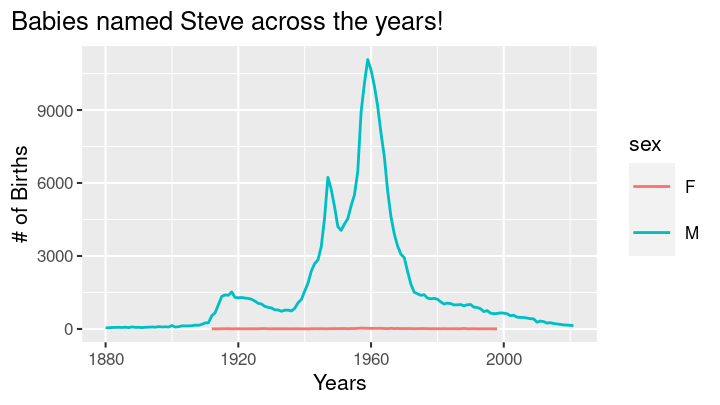 Babies named Steve across the years!
# of Births
9000
6000
3000
0
1880
1920
1960
2000
Years
sex
F
M